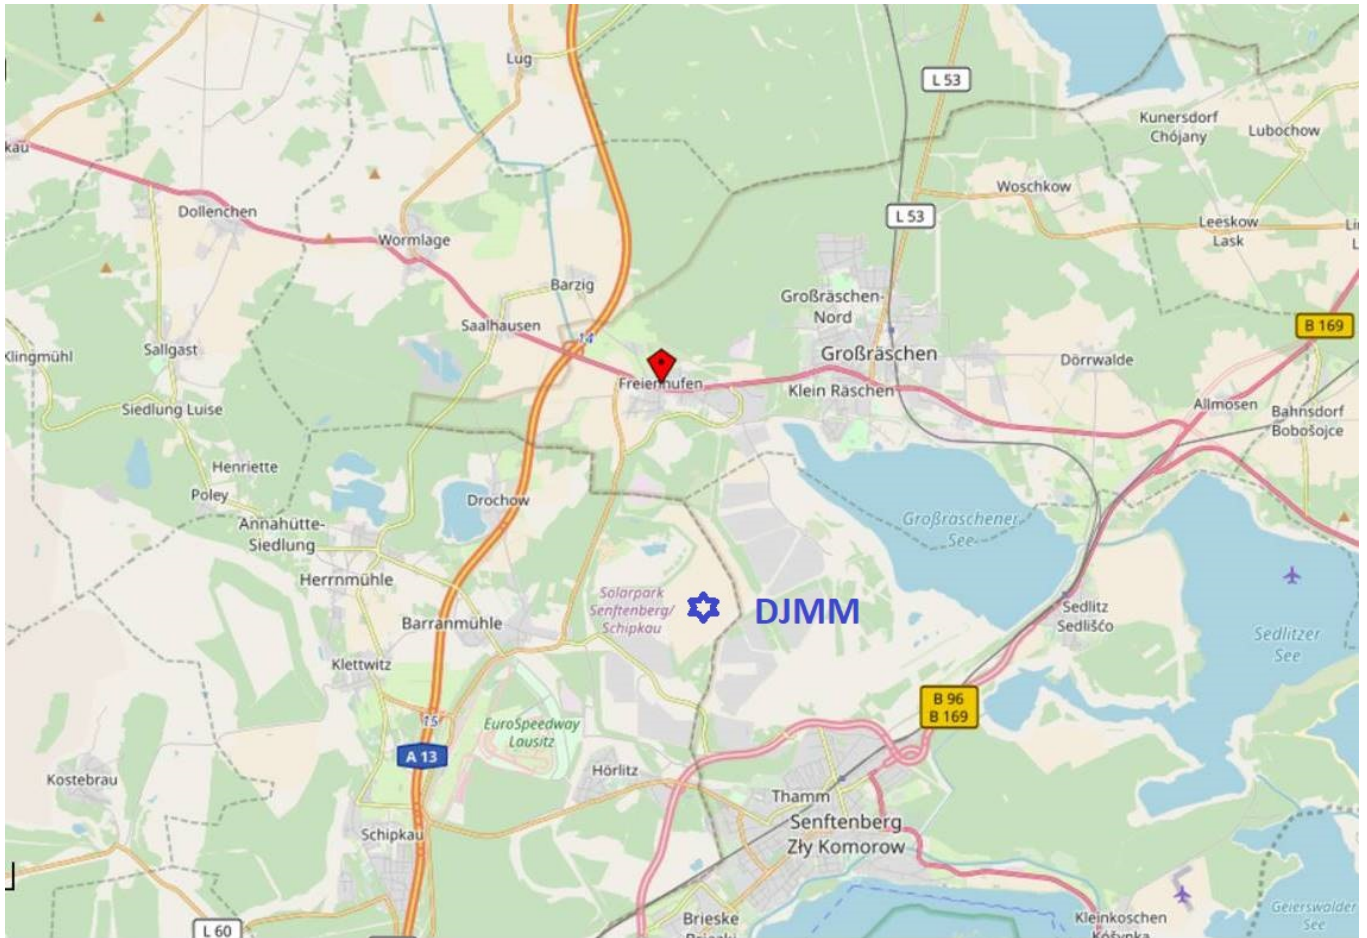 Lug
L 53
Kunersdorf
Chójany
Lubochow
kau
Woschkow
Dollenchen
L 53
Leeskow
Lask
Wormlage
Barzig
Großräschen-
Nord
Saalhausen
14
B 169
Klingmühl
Sallgast
Großräschen
Dörrwalde
Freienhufen
Klein Räschen
Siedlung Luise
Allmosen
Bahnsdorf
Bobošojce
Henriette
Poley
Drochow
Annahütte-
Siedlung
Großräschener
See
Herrnmühle
Solarpark
Senftenberg/
Schipkau
DJMM
Sedlitz
Sedlišćo
Barranmühle
Sedlitzer
See
Klettwitz
B 96
B 169
15
EuroSpeedway
Lausitz
A 13
Kostebrau
Hörlitz
Thamm
Schipkau
Senftenberg
Zły Komorow
Brieske
Kleinkoschen
Geierswalder
See
L 60